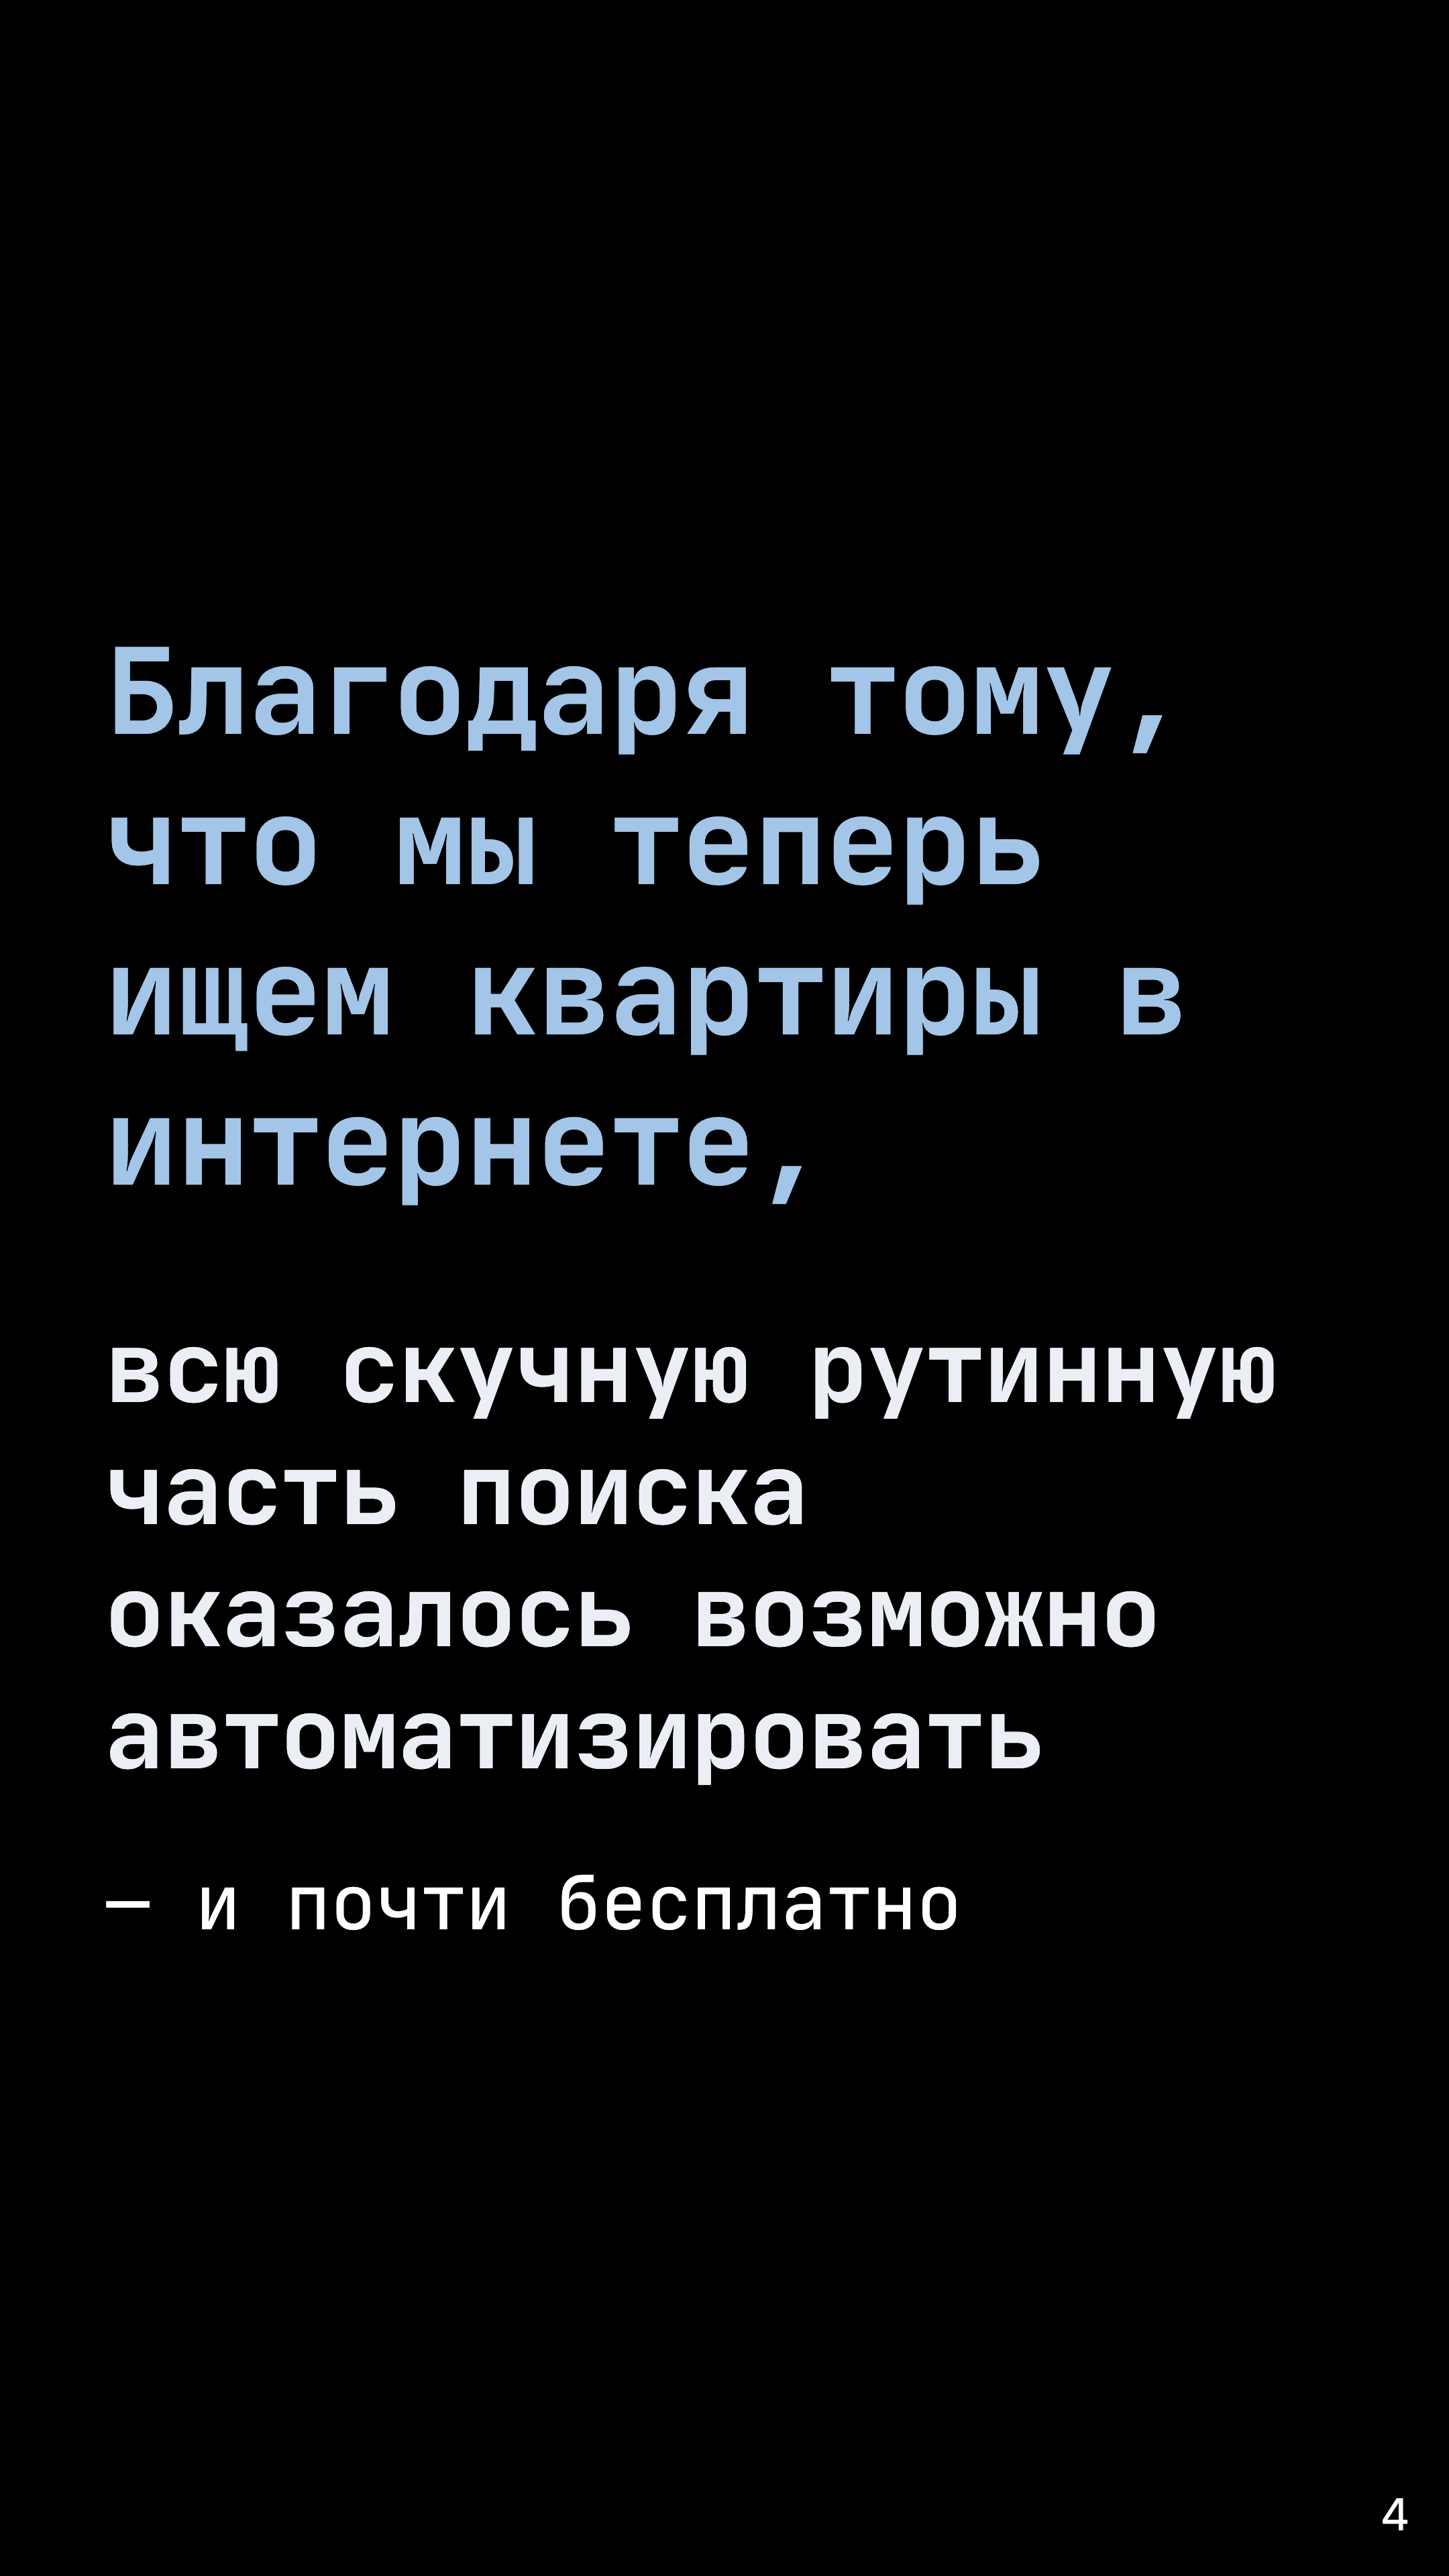 Благодаря тому,
что мы теперь
ищем квартиры в
интернете,
всю скучную рутинную
часть поиска
оказалось возможно
автоматизировать
— и почти бесплатно
4